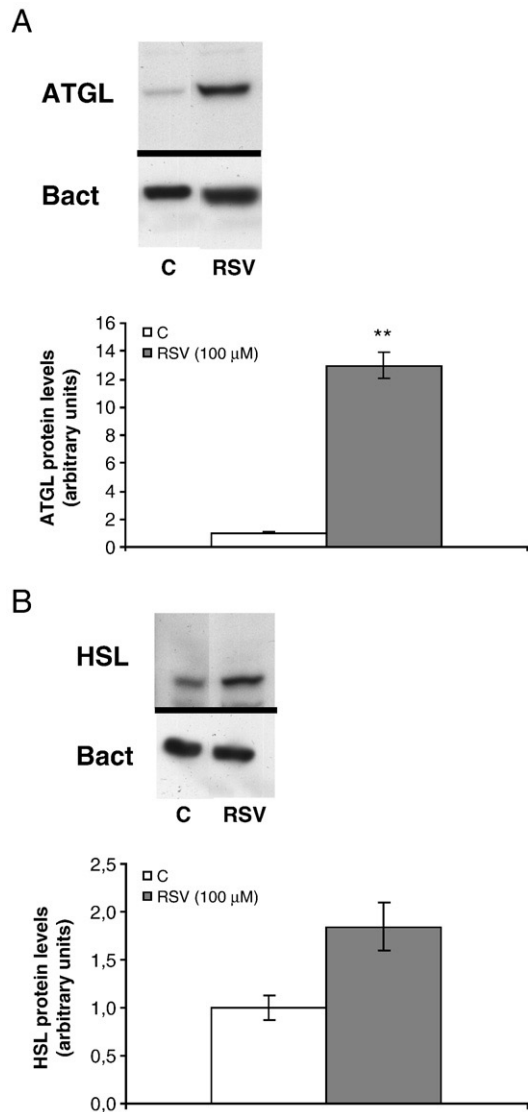 A
ATGL
Bact
C RSV
C
RSV (100 µM)
**
16
14
12
10
8
6
4
2
0
ATGL protein levels
(arbitrary units)
B
HSL
Bact
C RSV
C
RSV (100 µM)
2,5
2,0
1,5
1,0
0,5
0,0
HSL protein levels
(arbitrary units)